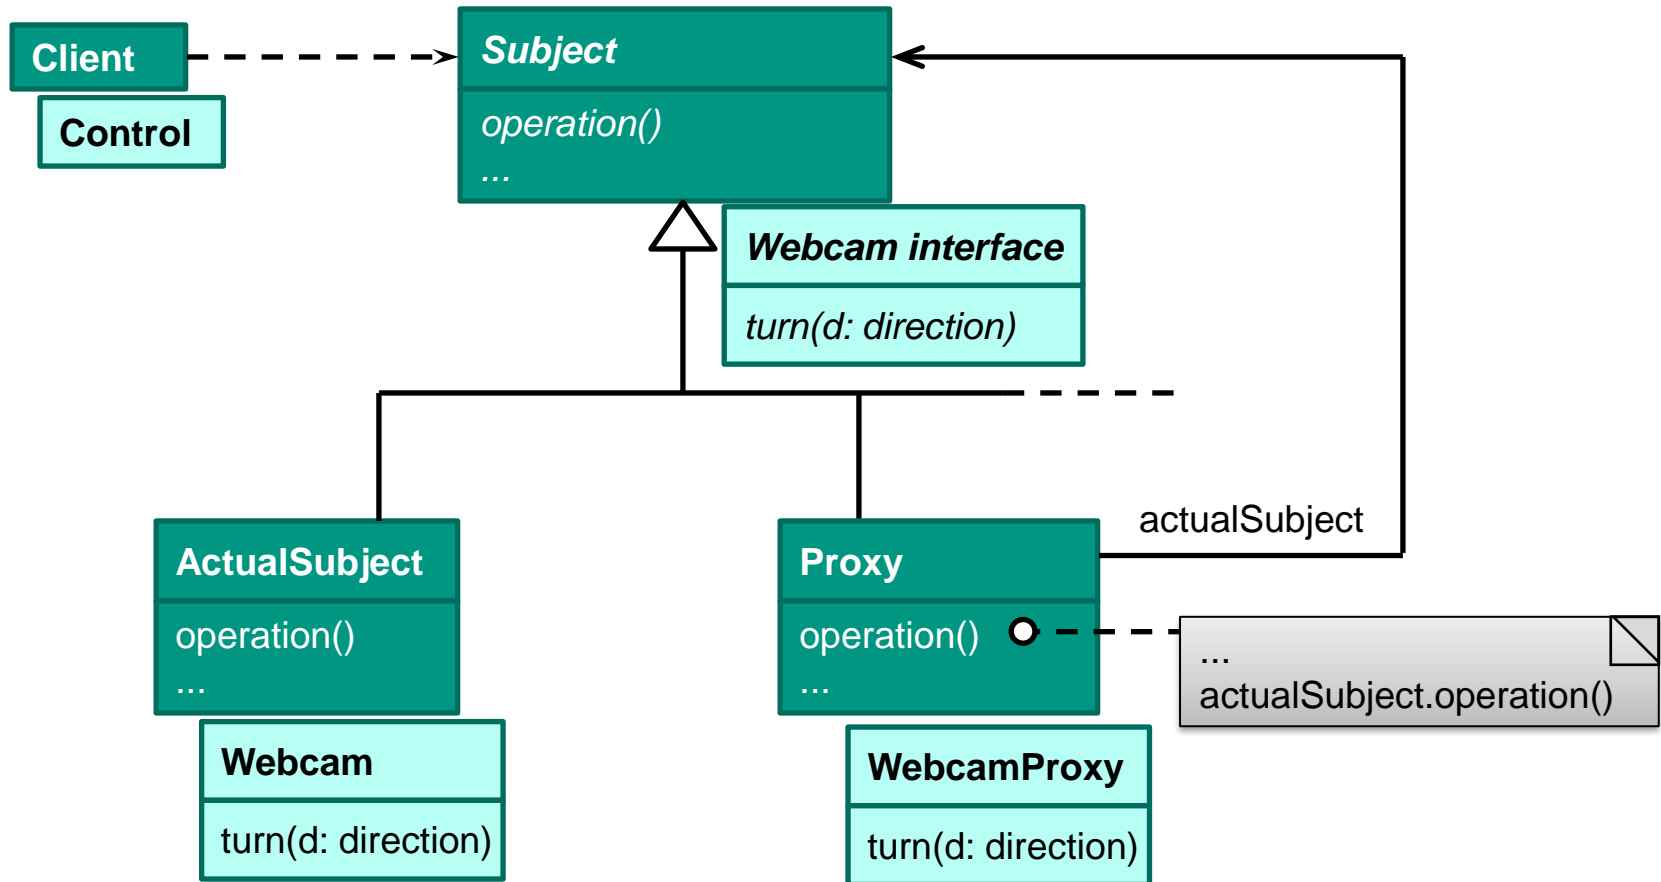 Client
Control
Subject
operation()
...
Webcam interface
turn(d: direction)
ActualSubject
operation()
...
Webcam
turn(d: direction)
Proxy
operation()
...
WebcamProxy
turn(d: direction)
actualSubject
...
actualSubject.operation()